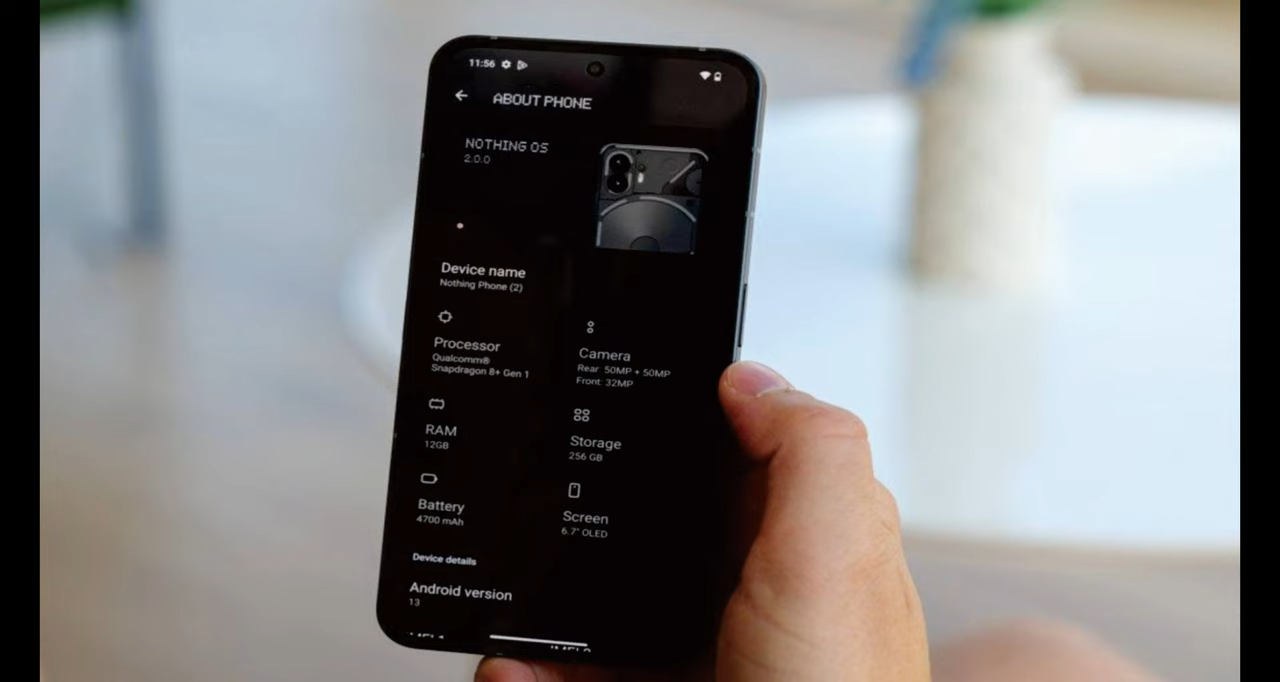 11:56
ABOUT PHONE
NOTHING OS
2.0.0
Device name
Nothing Phone (2)
Processor
Qualcomm®
Snapdragon 8+ Gen 1
Camera
Rear 50MP + 50MP
Front: 32MP
RAM
12GB
Storage
256 GB
Battery
4700 mAh
Screen
6.7" OLED
Device details
Android version
13